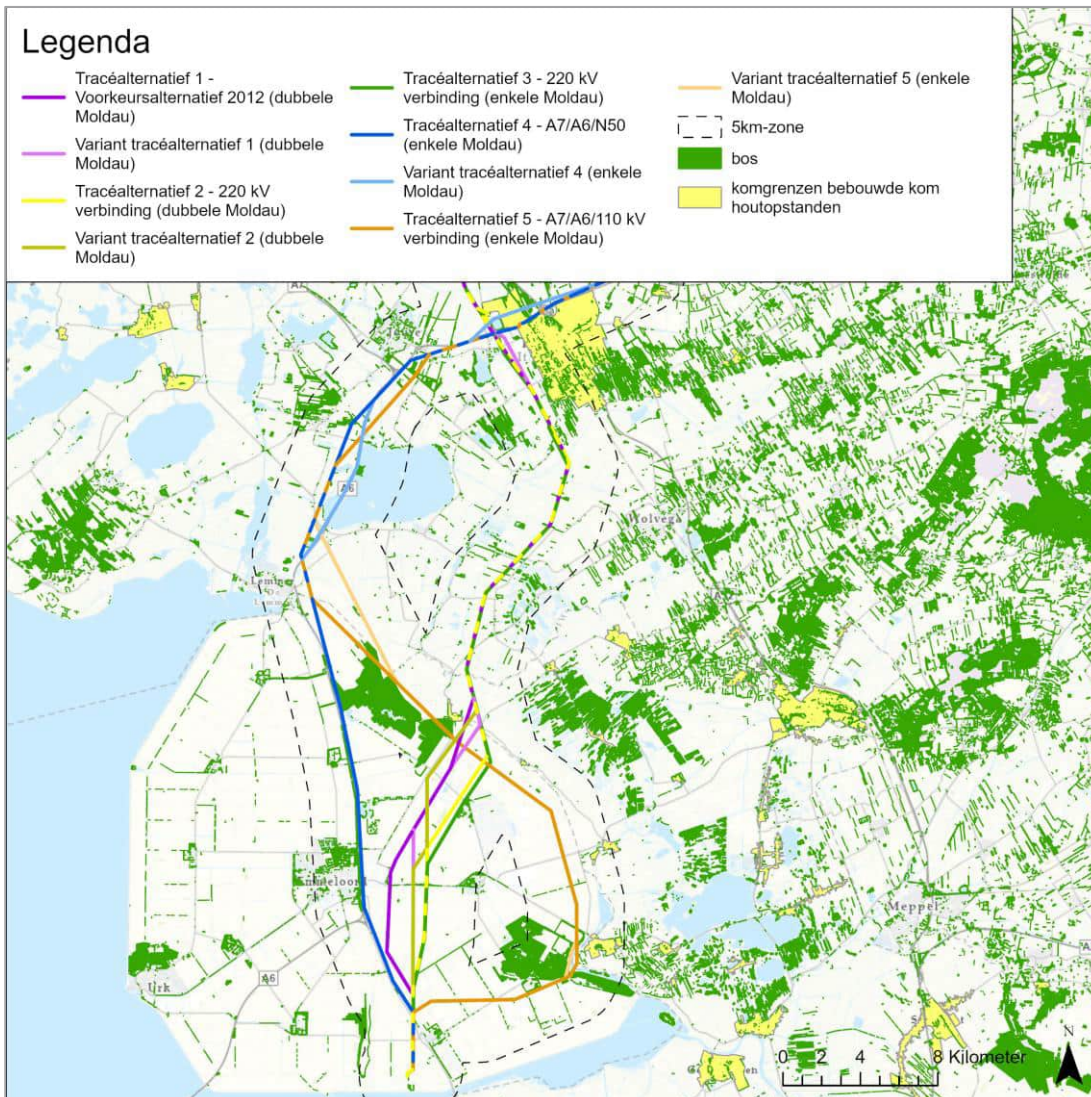 Legenda
Tracéalternatief 1 -
Voorkeursalternatief 2012 (dubbele
Moldau)
Variant tracéalternatief 1 (dubbele
Moldau)
Tracéalternatief 2 - 220 kV
verbinding (dubbele Moldau)
Variant tracéalternatief 2 (dubbele
Moldau)
Tracéalternatief 3 - 220 kV
verbinding (enkele Moldau)
Tracéalternatief 4 - A7/A6/N50
(enkele Moldau)
Variant tracéalternatief 4 (enkele
Moldau)
Tracéalternatief 5 - A7/A6/110 kV
verbinding (enkele Moldau)
Variant tracéalternatief 5 (enkele
Moldau)
5km-zone
bos
komgrenzen bebouwde kom
houtopstanden
A6
Wolvega
Meppel
Urk
A6
N
0 2 4 8 Kilometer